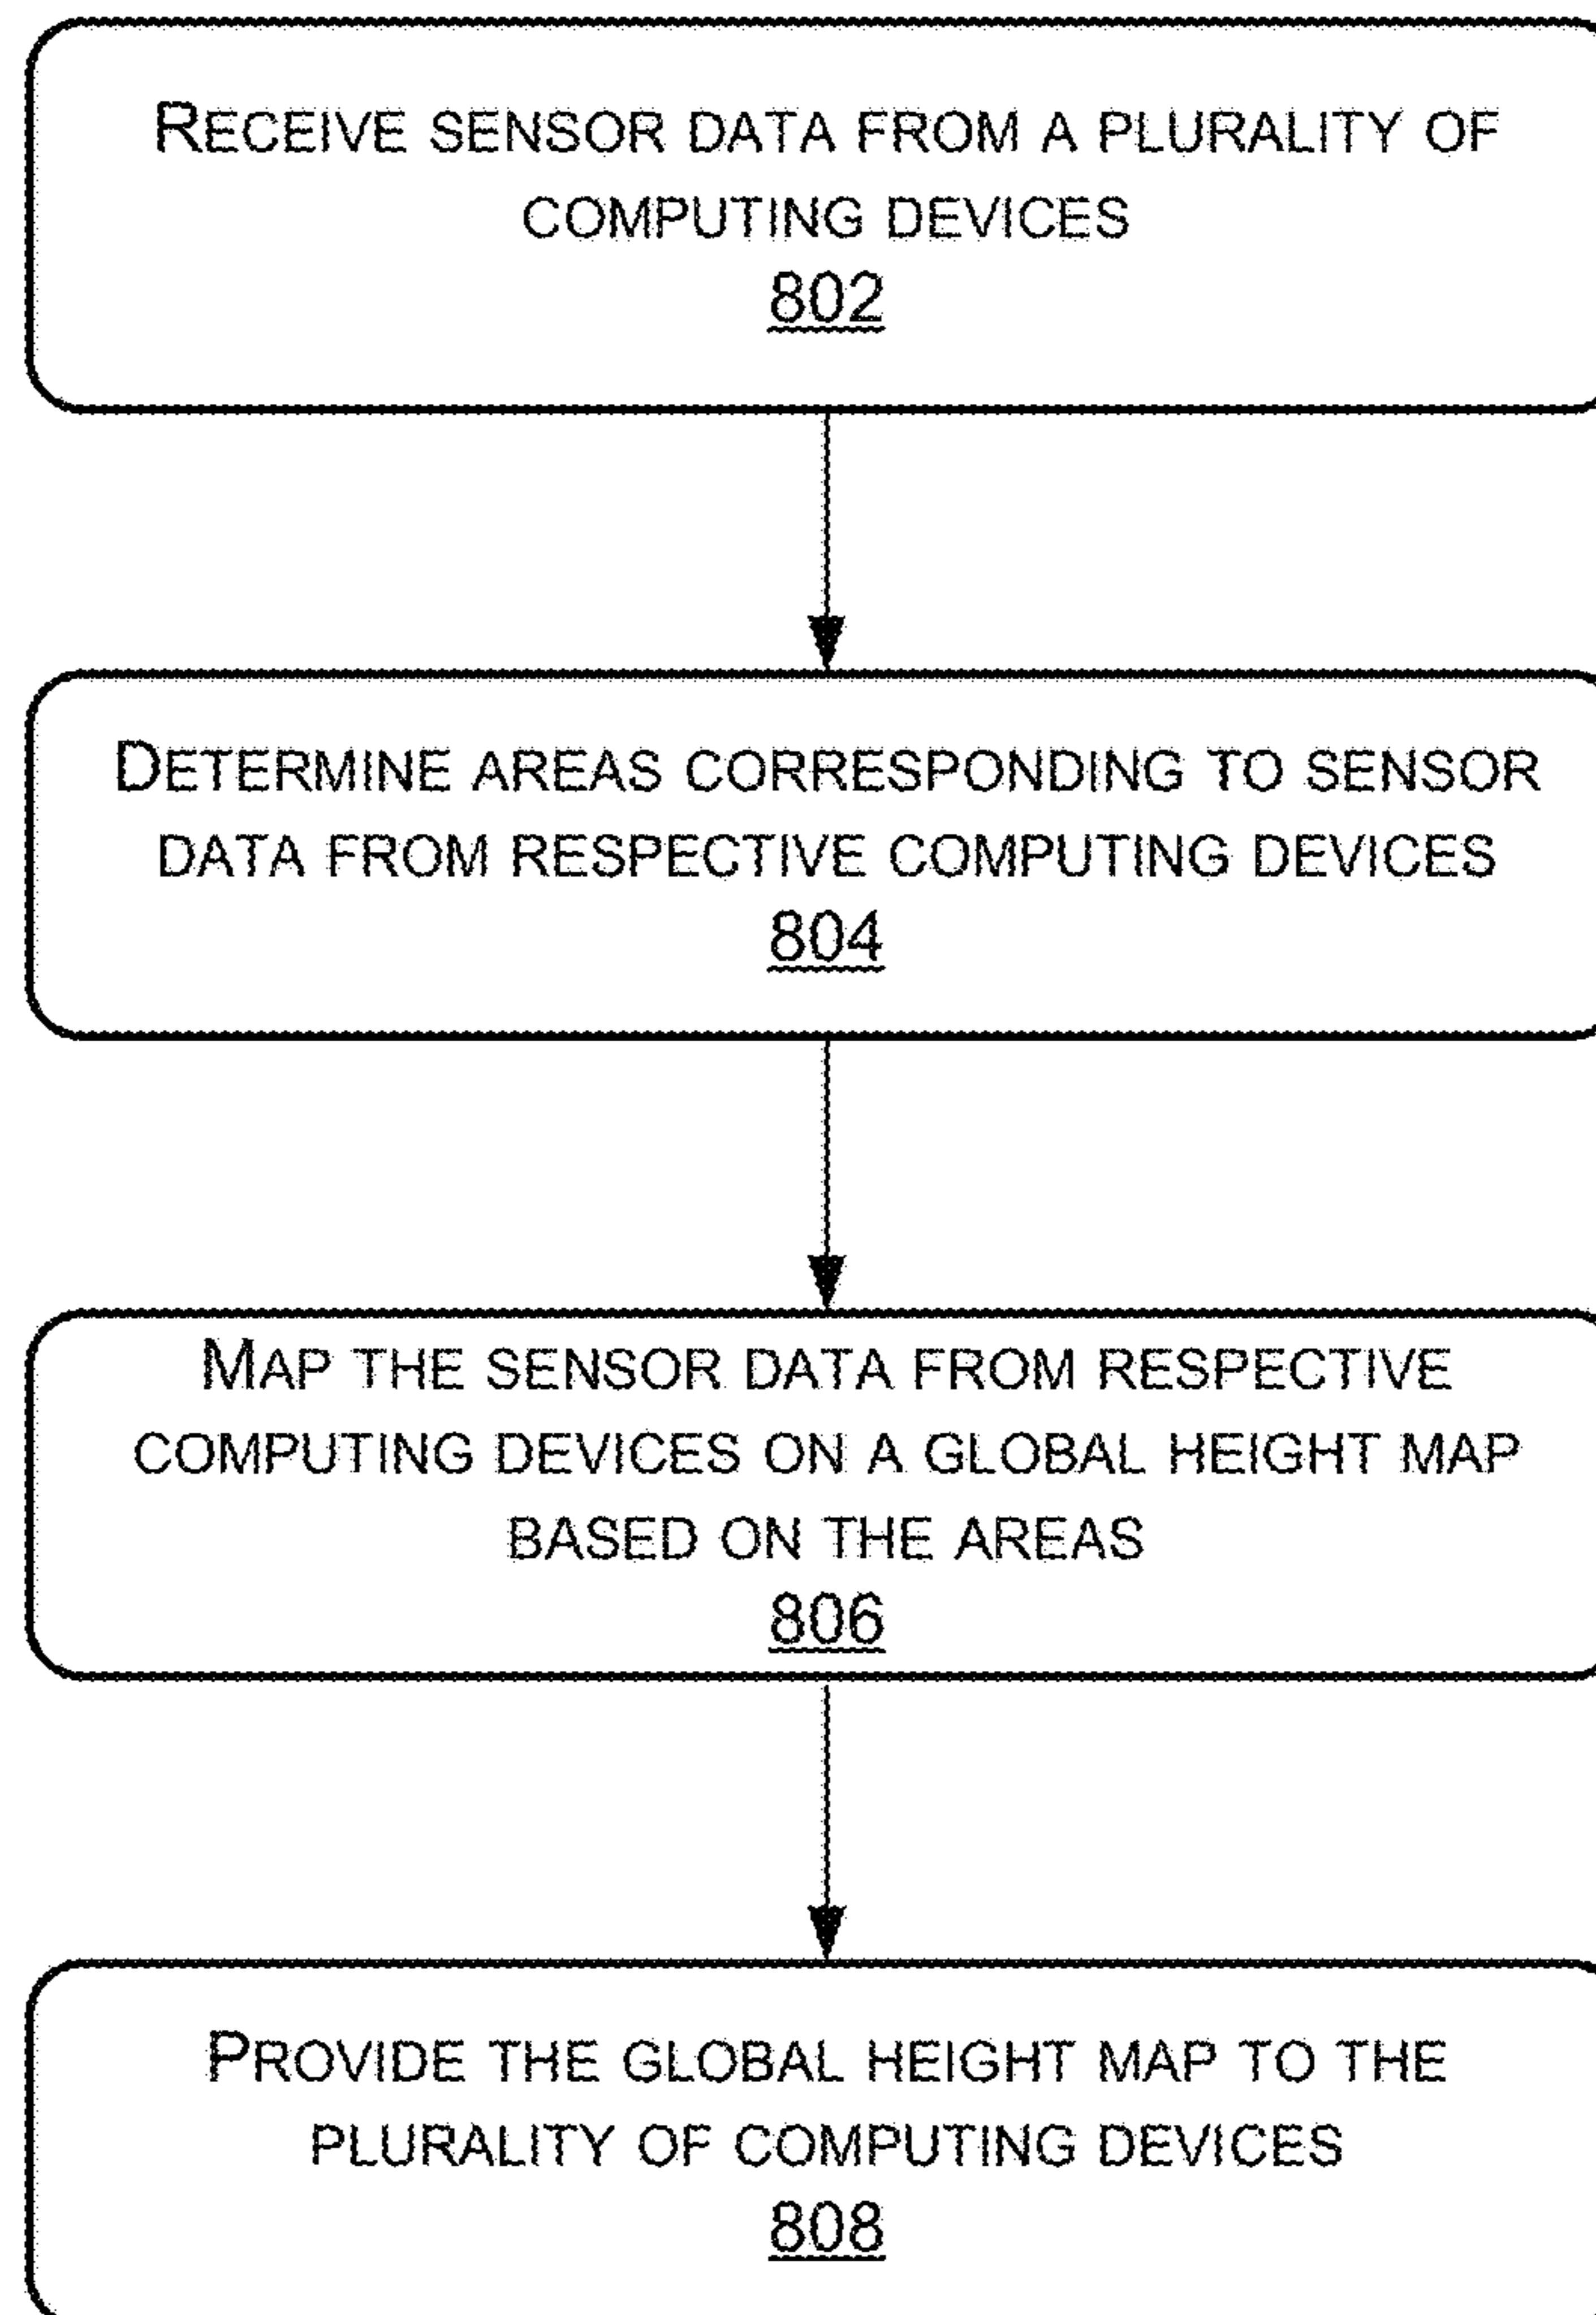 RECEIVE SENSOR DATA FROM A PLURALITY OF
COMPUTING DEVICES
802
DETERMINE AREAS CORRESPONDING TO SENSOR
DATA FROM RESPECTIVE COMPUTING DEVICES
804
MAP THE SENSOR DATA FROM RESPECTIVE
COMPUTING DEVICES ON A GLOBAL HEIGHT MAP
BASED ON THE AREAS
806
PROVIDE THE GLOBAL HEIGHT MAP TO THE
PLURALITY OF COMPUTING DEVICES
808